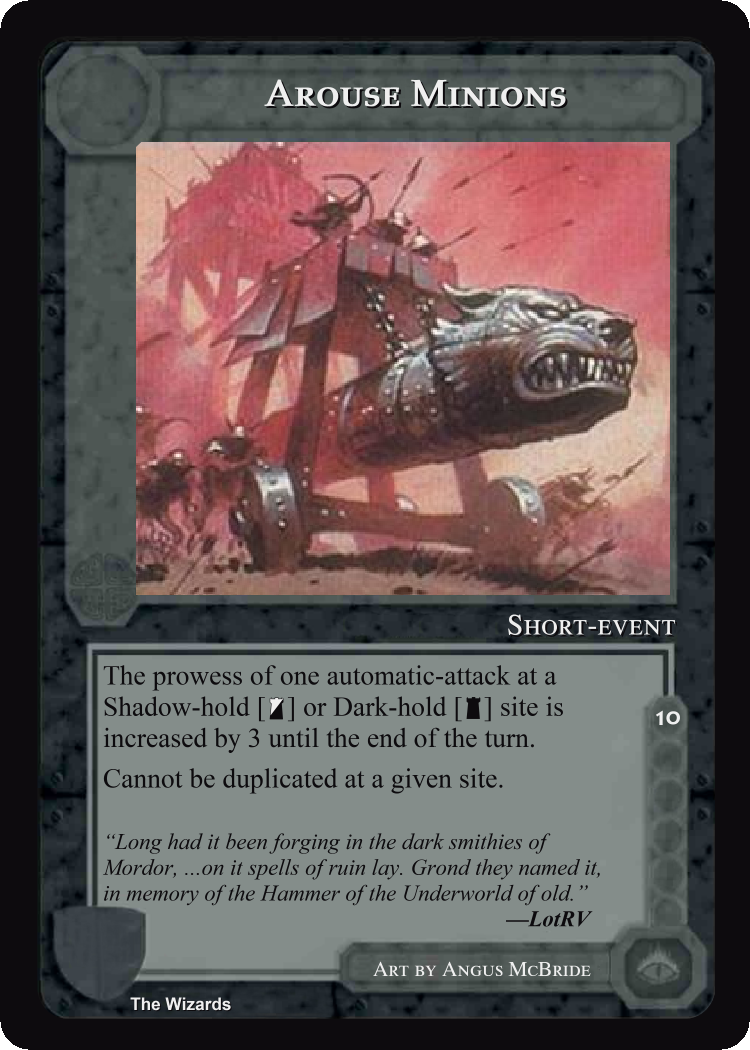 Arouse Minions
Short-event
The prowess of one automatic-attack at a
Shadow-hold [ ] or Dark-hold [ ] site is
increased by 3 until the end of the turn.
Cannot be duplicated at a given site.
10
“Long had it been forging in the dark smithies of
Mordor, ...on it spells of ruin lay. Grond they named it,
in memory of the Hammer of the Underworld of old.”
—LotRV
Art by Angus McBride
The Wizards